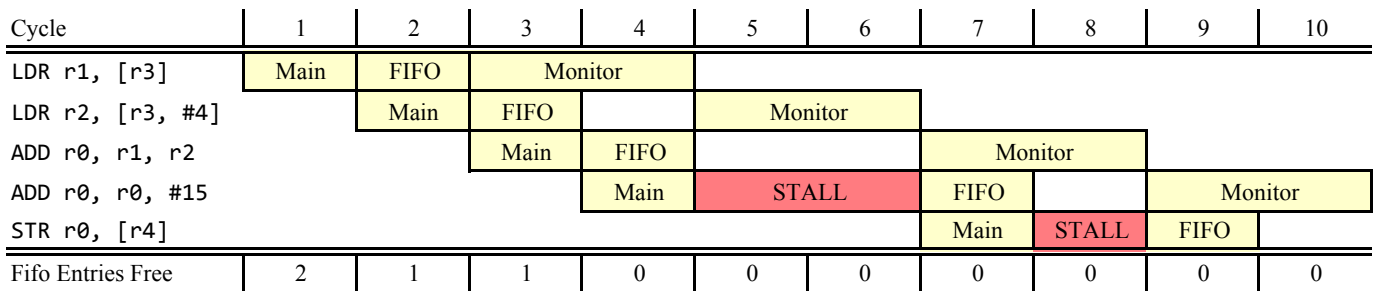 Cycle 1 2 3 4 5 6 7 8 9 10
LDR r1, [r3] Main FIFO Monitor
LDR r2, [r3, #4] Main FIFO Monitor
ADD r0, r1, r2 Main FIFO Monitor
ADD r0, r0, #15 Main STALL FIFO Monitor
STR r0, [r4] Main STALL FIFO
Fifo Entries Free 2 1 1 0 0 0 0 0 0 0